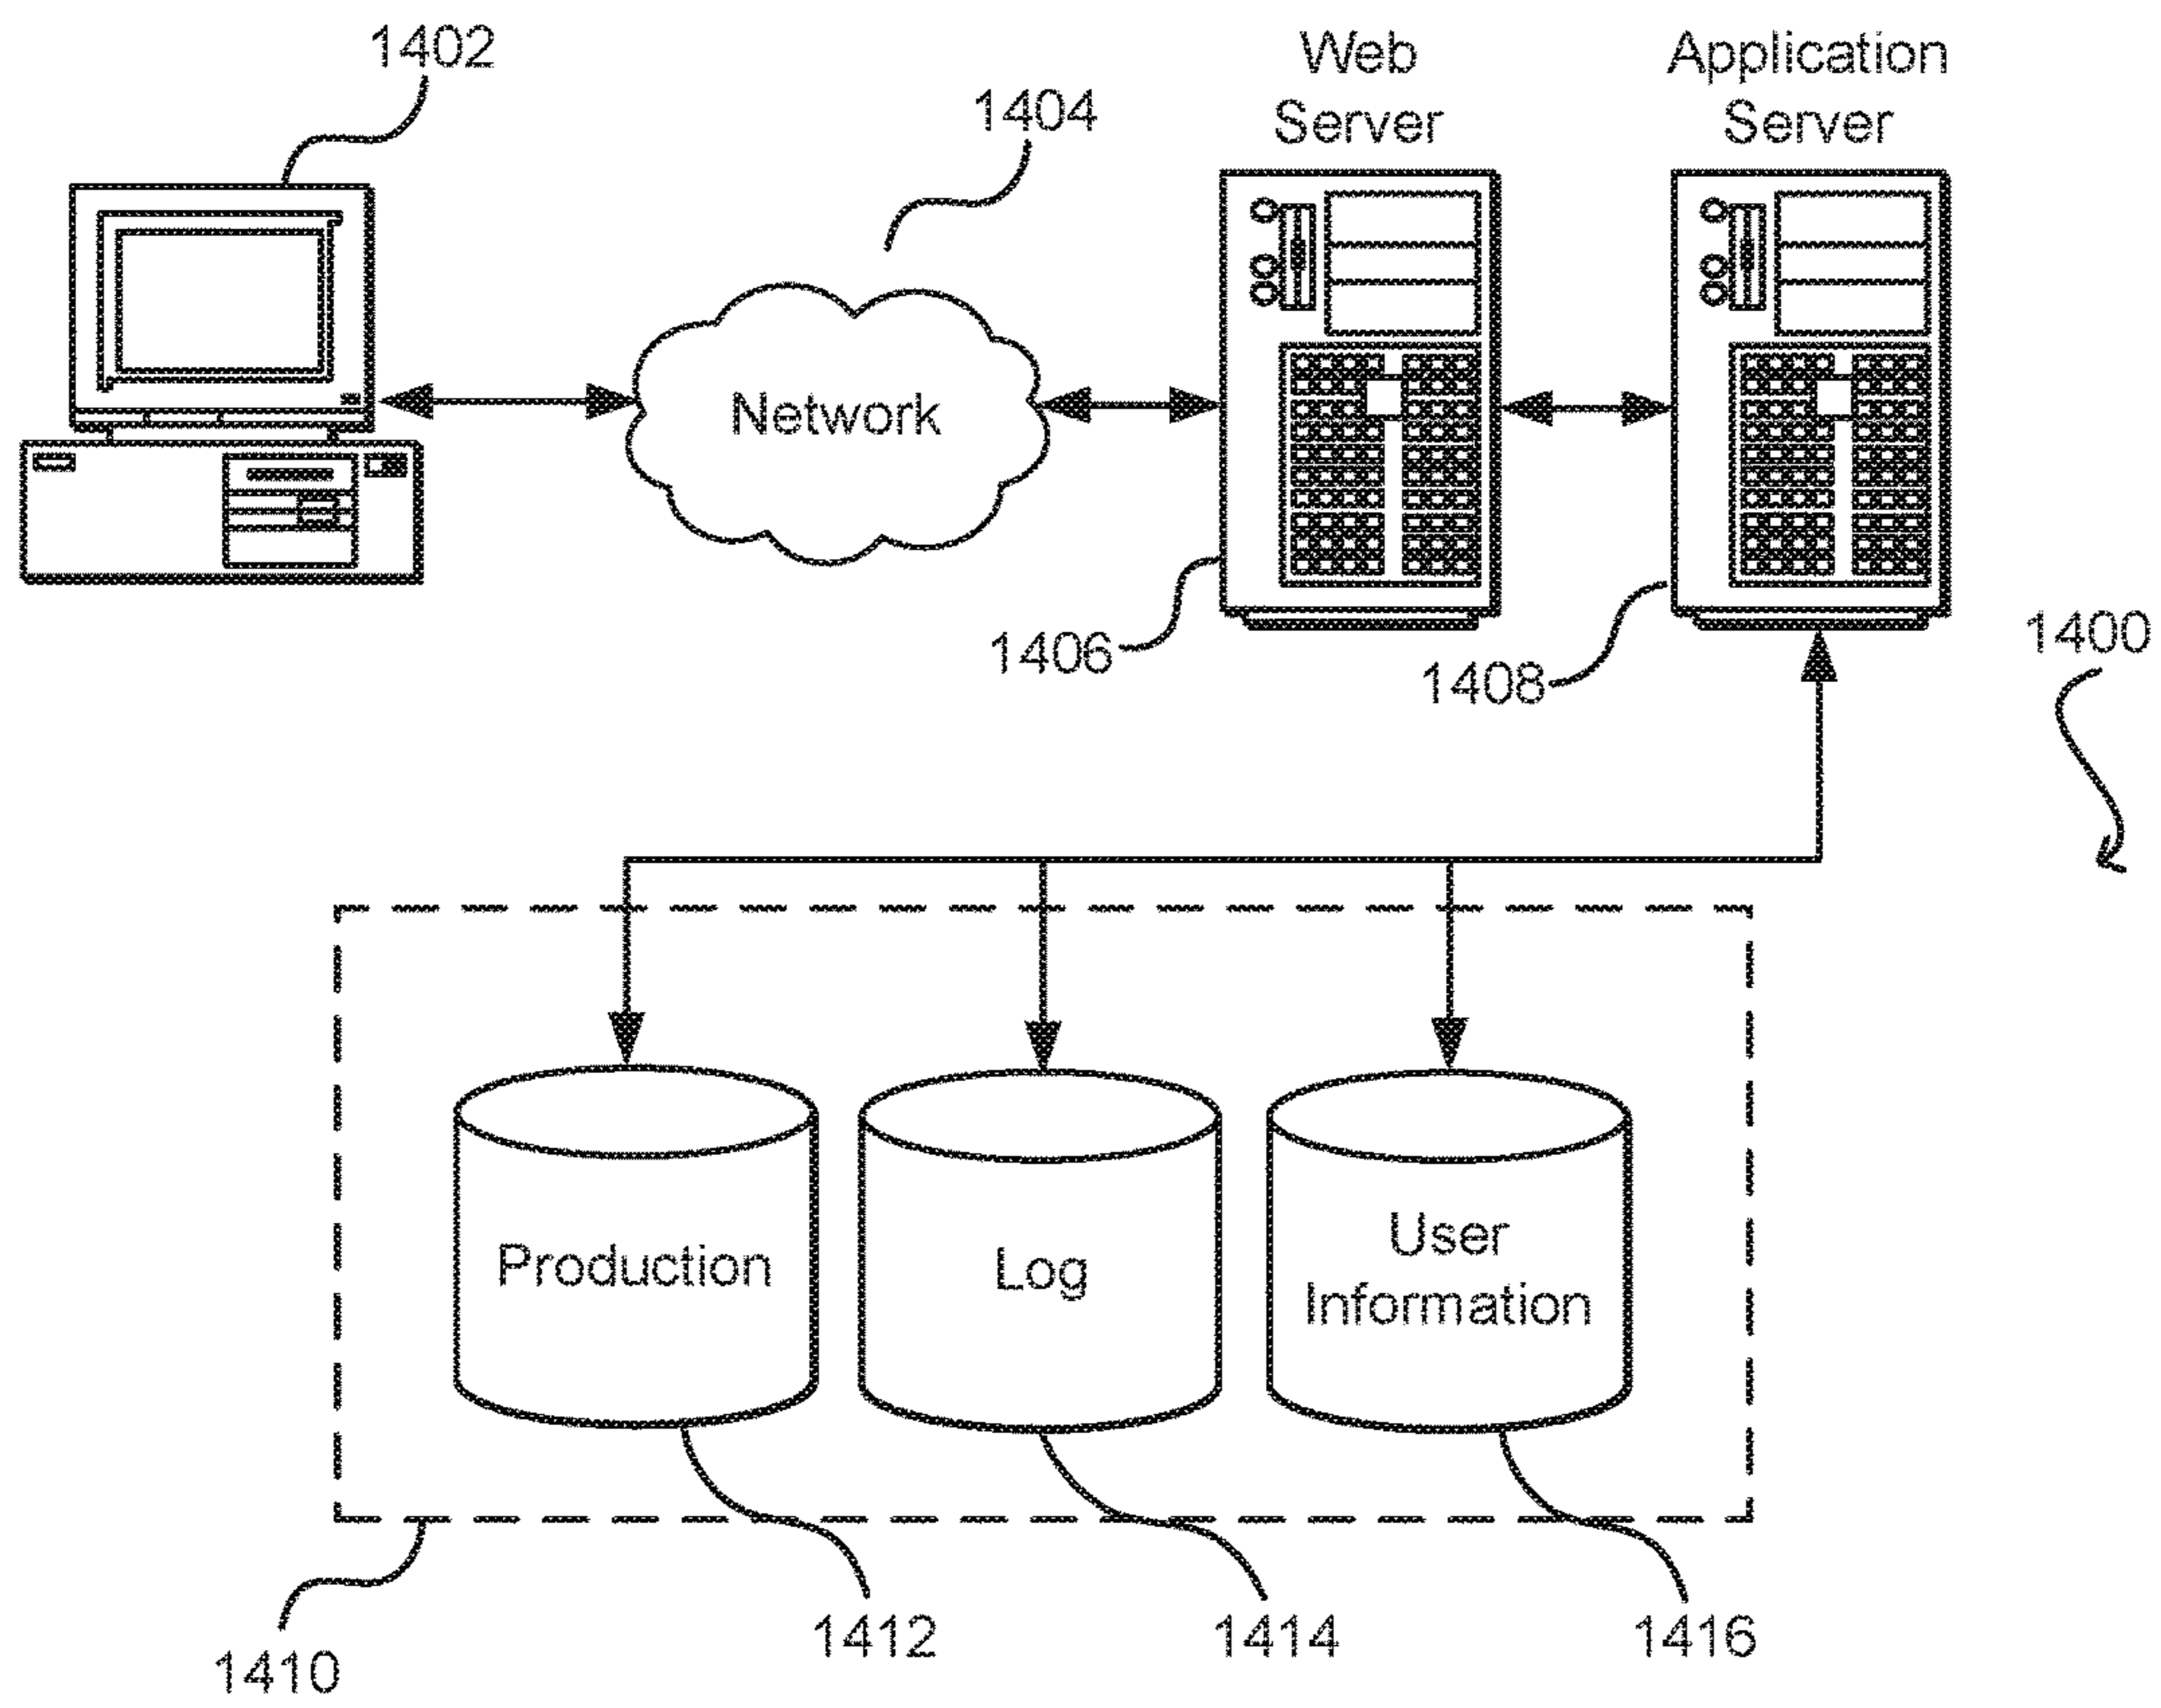 1402
1404
Web
Server
Application
Server
Network
1406
1408
1400
Production
Log
User
Information
1410
1412
1414
1416